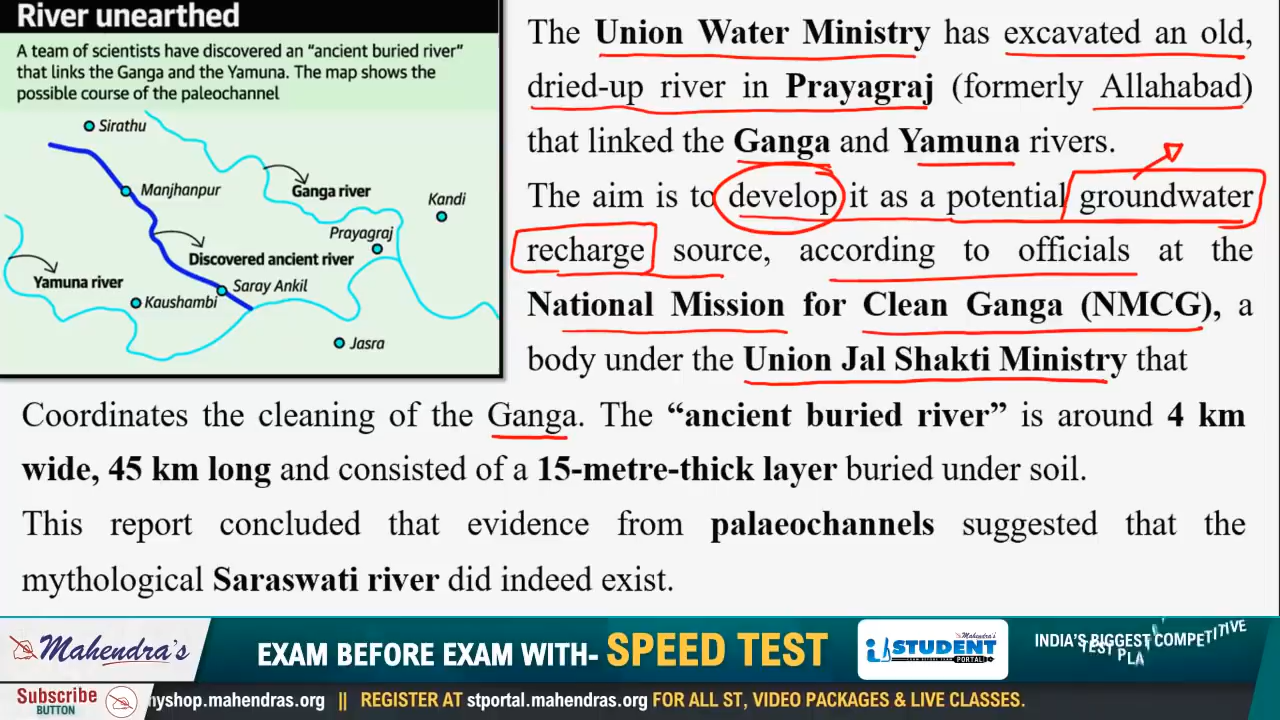 River unearthed
A team of scientists have discovered an “ancient buried river”
that links the Ganga and the Yamuna. The map shows the
possible course of the paleochannel
Sirathu
Manjhanpur
Ganga river
Kandi
Prayagraj
Discovered ancient river
Yamuna river
Saray Ankil
Kaushambi
Jasra
The Union Water Ministry has excavated an old,
dried-up river in Prayagraj (formerly Allahabad)
that linked the Ganga and Yamuna rivers.
The aim is to develop it as a potential groundwater
recharge source, according to officials at the
National Mission for Clean Ganga (NMCG), a
body under the Union Jal Shakti Ministry that
Coordinates the cleaning of the Ganga. The “ancient buried river” is around 4 km
wide, 45 km long and consisted of a 15-metre-thick layer buried under soil.
This report concluded that evidence from palaeochannels suggested that the
mythological Saraswati river did indeed exist.
Mahendra's
EXAM BEFORE EXAM WITH- SPEED TEST
Mahendra's
STUDENT
PORTAL
INDIA'S BIGGEST COMPETITIVE
TEST PLA
Subscribe
BUTTON
myshop.mahendras.org || REGISTER AT stportal.mahendras.org FOR ALL ST, VIDEO PACKAGES & LIVE CLASSES.